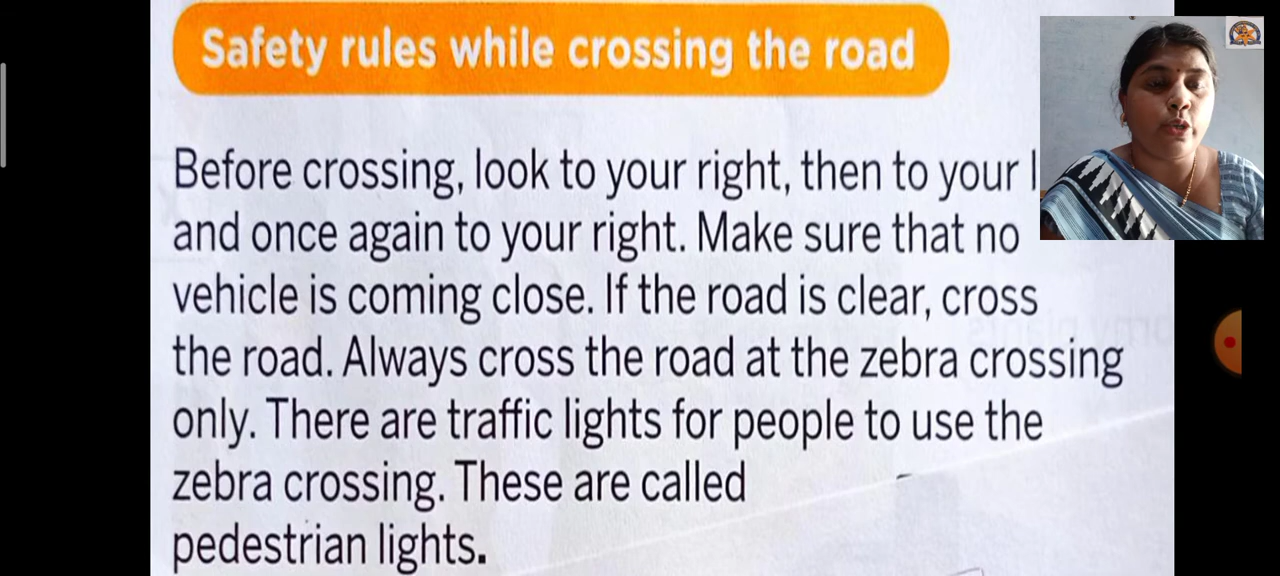 Safety rules while crossing the road
Before crossing, look to your right, then to your
and once again to your right. Make sure that no
vehicle is coming close. If the road is clear, cross
the road. Always cross the road at the zebra crossing
only. There are traffic lights for people to use the
zebra crossing. These are called
pedestrian lights.